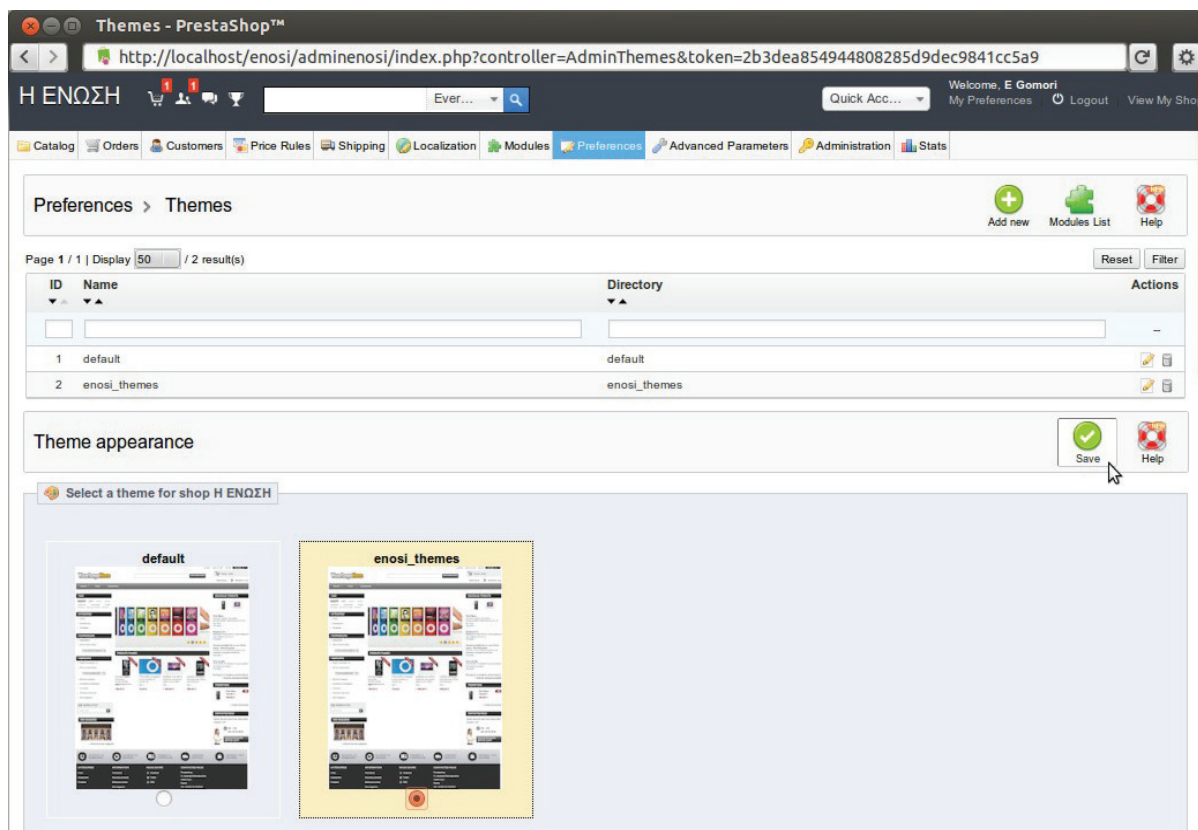 Themes - PrestaShop™
http://localhost/enosi/adminenosi/index.php?controller=AdminThemes&token=2b3dea854944808285d9dec9841cc5a9
Η ΕΝΩΣΗ 1 1 Ever... Quick Acc... Welcome, E Gomori
My Preferences Logout View My Sho
Catalog Orders Customers Price Rules Shipping Localization Modules Preferences Advanced Parameters Administration Stats
Preferences > Themes
Add new Modules List Help
Page 1 / 1 | Display 50 / 2 result(s) Reset Filter
ID Name Directory Actions
--
1 default default
2 enosi_themes enosi_themes
Theme appearance
Save Help
Select a theme for shop Η ΕΝΩΣΗ
default enosi_themes